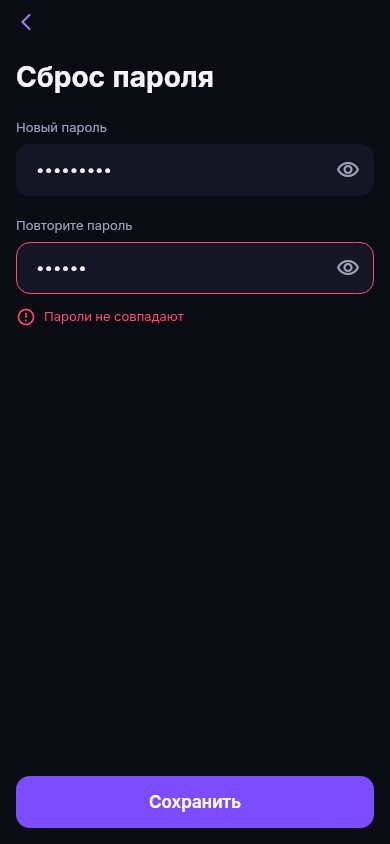 Сброс пароля
Новый пароль
•••••••••
Повторите пароль
••••••
Пароли не совпадают
Сохранить